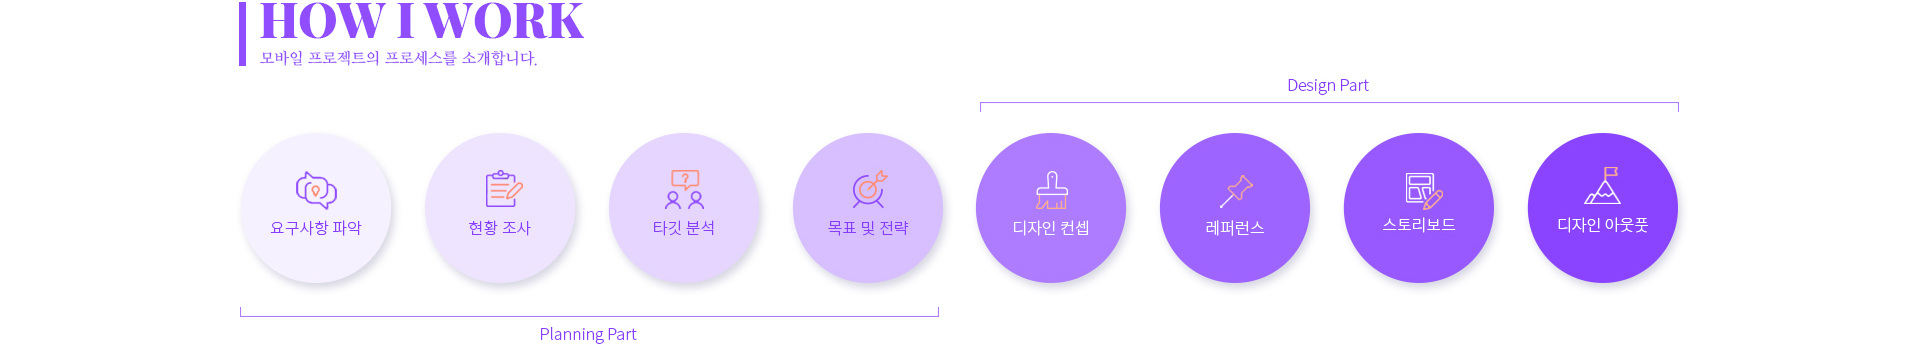 HOW I WORK
모바일 프로젝트의 프로세스를 소개합니다.
Design Part
요구사항 파악
현황 조사
타깃 분석
목표 및 전략
디자인 컨셉
레퍼런스
스토리보드
디자인 아웃풋
Planning Part